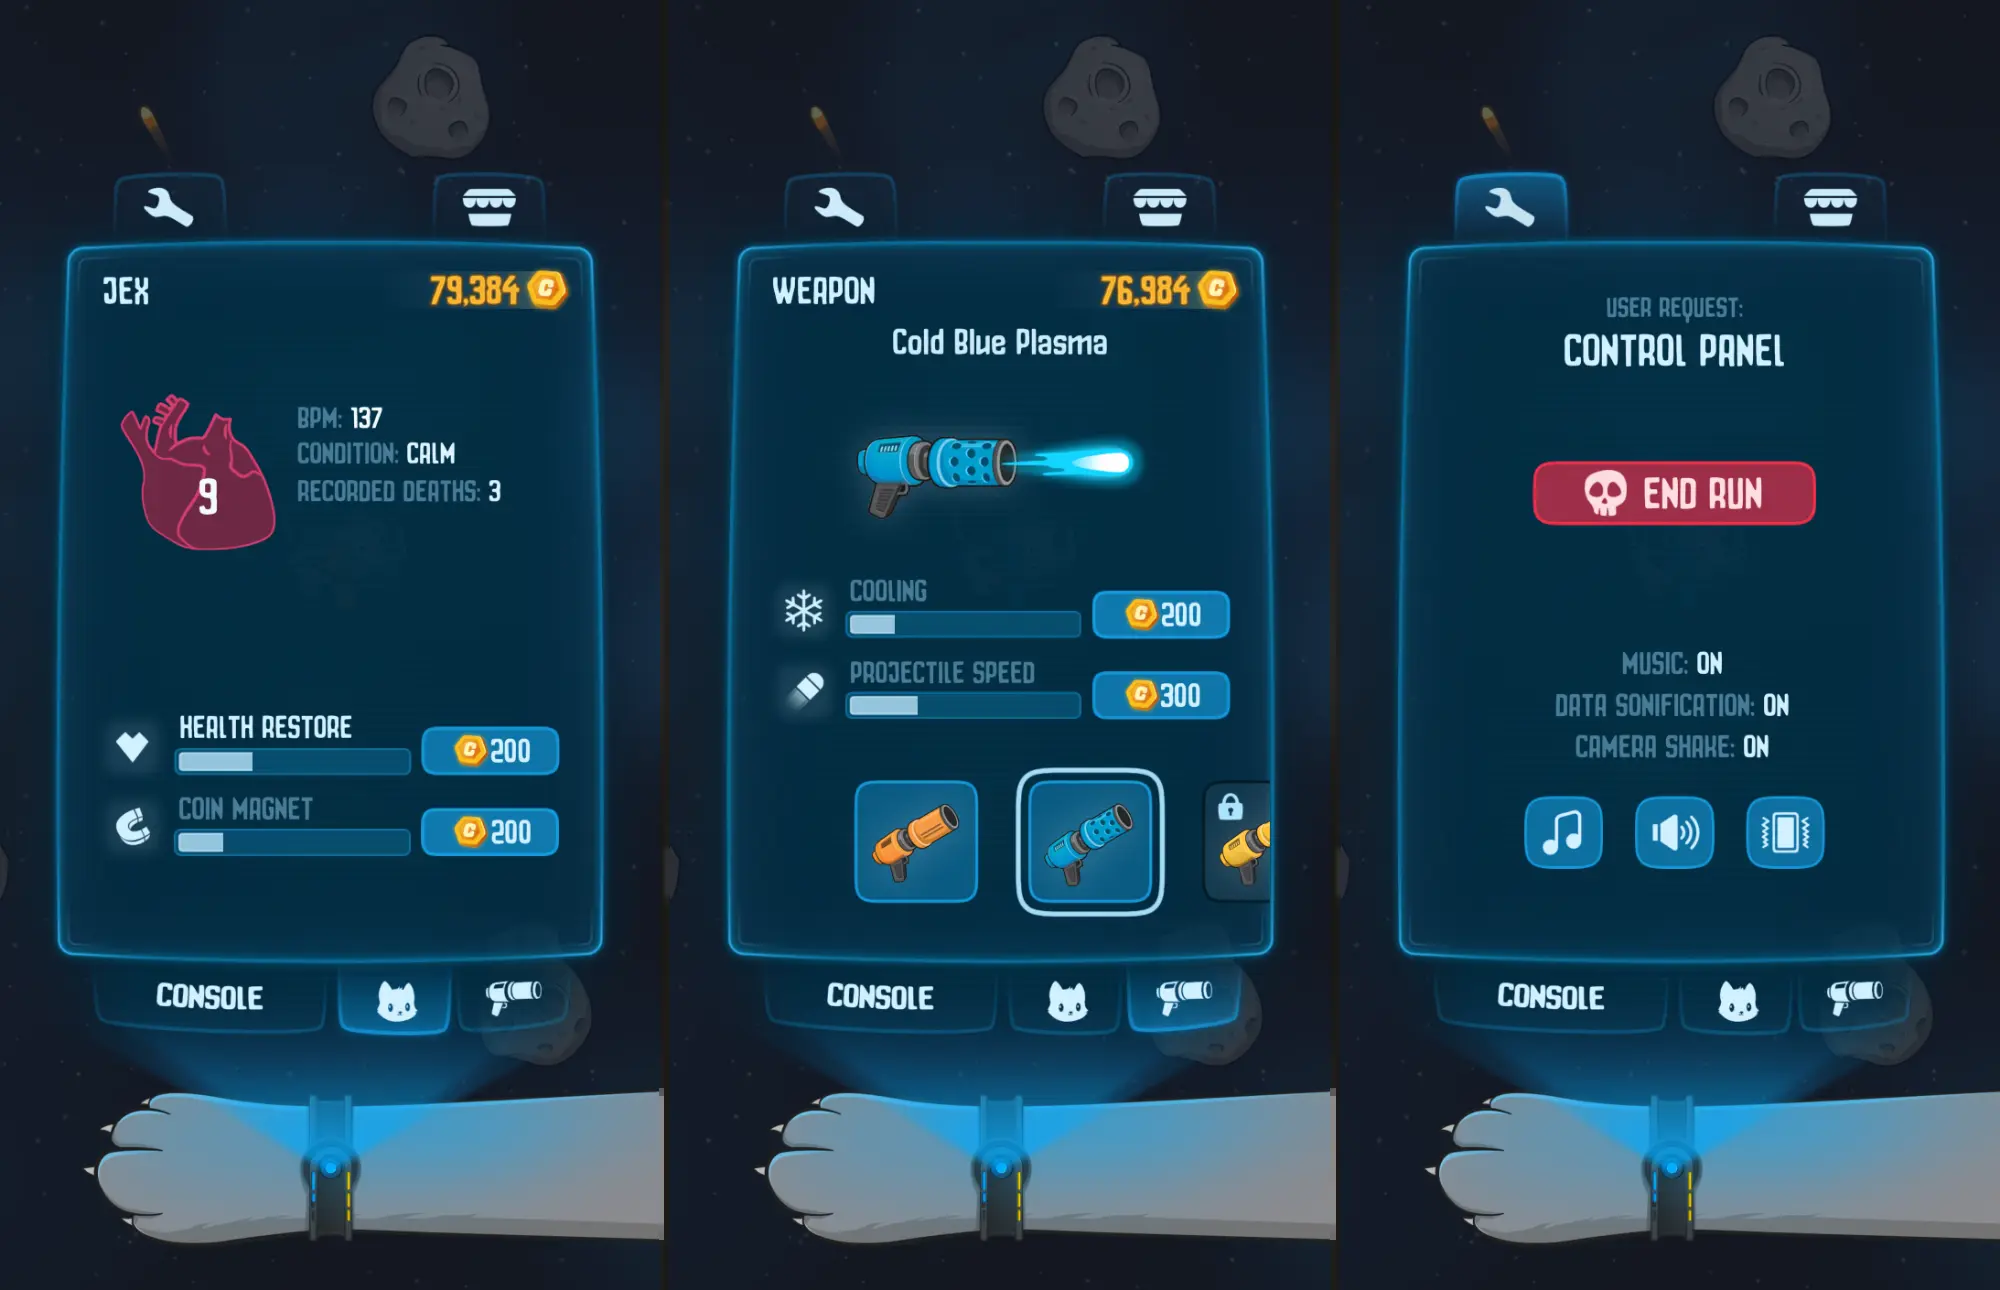 JEX
79,384
BPM: 137
CONDITION: CALM
RECORDED DEATHS: 3
9
HEALTH RESTORE
200
COIN MAGNET
200
CONSOLE
WEAPON
76,984
Cold Blue Plasma
COOLING
200
PROJECTILE SPEED
300
CONSOLE
USER REQUEST:
CONTROL PANEL
END RUN
MUSIC: ON
DATA SONIFICATION: ON
CAMERA SHAKE: ON
CONSOLE